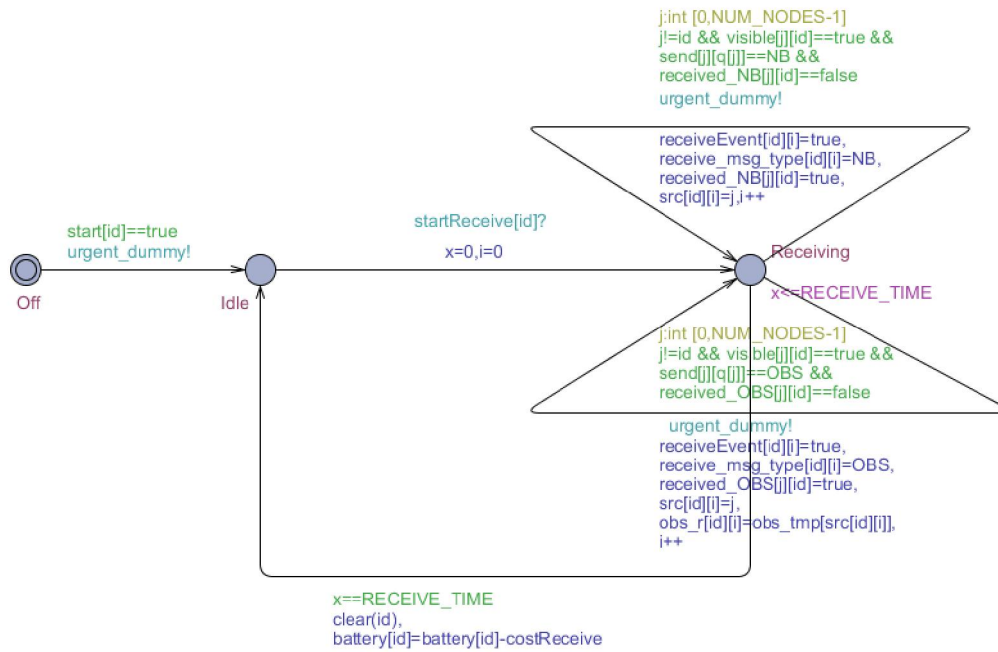 j:int [0,NUM_NODES-1]
j!=id && visible[j][id]==true &&
send[j][q[j]]==NB &&
received_NB[j][id]==false
urgent_dummy!
receiveEvent[id][i]=true,
receive_msg_type[id][i]=NB,
received_NB[j][id]=true,
src[id][i]=j,i++
start[id]==true
urgent_dummy!
startReceive[id]?
x=0,i=0
Off
Idle
Receiving
x<=RECEIVE_TIME
j:int [0,NUM_NODES-1]
j!=id && visible[j][id]==true &&
send[j][q[j]]==OBS &&
received_OBS[j][id]==false
urgent_dummy!
receiveEvent[id][i]=true,
receive_msg_type[id][i]=OBS,
received_OBS[j][id]=true,
src[id][i]=j,
obs_r[id][i]=obs_tmp[src[id][i]],
i++
x==RECEIVE_TIME
clear(id),
battery[id]=battery[id]-costReceive